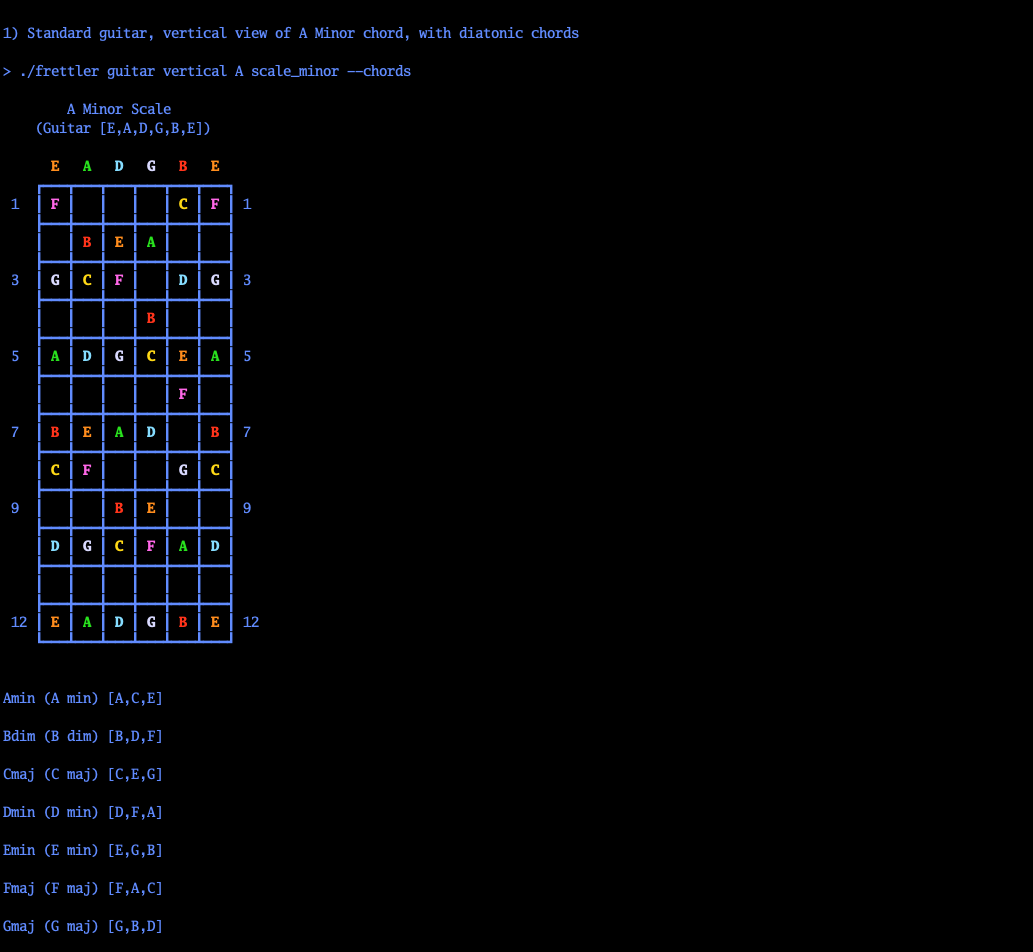 1) Standard guitar, vertical view of A Minor chord, with diatonic chords
> ./frettler guitar vertical A scale_minor --chords
A Minor Scale
(Guitar [E,A,D,G,B,E])
E A D G B E
1 F C F 1
B E A
3 G C F D G 3
B
5 A D G C E A 5
F
7 B E A D B 7
C F G C
9 B E 9
D G C F A D
12 E A D G B E 12
Amin (A min) [A,C,E]
Bdim (B dim) [B,D,F]
Cmaj (C maj) [C,E,G]
Dmin (D min) [D,F,A]
Emin (E min) [E,G,B]
Fmaj (F maj) [F,A,C]
Gmaj (G maj) [G,B,D]